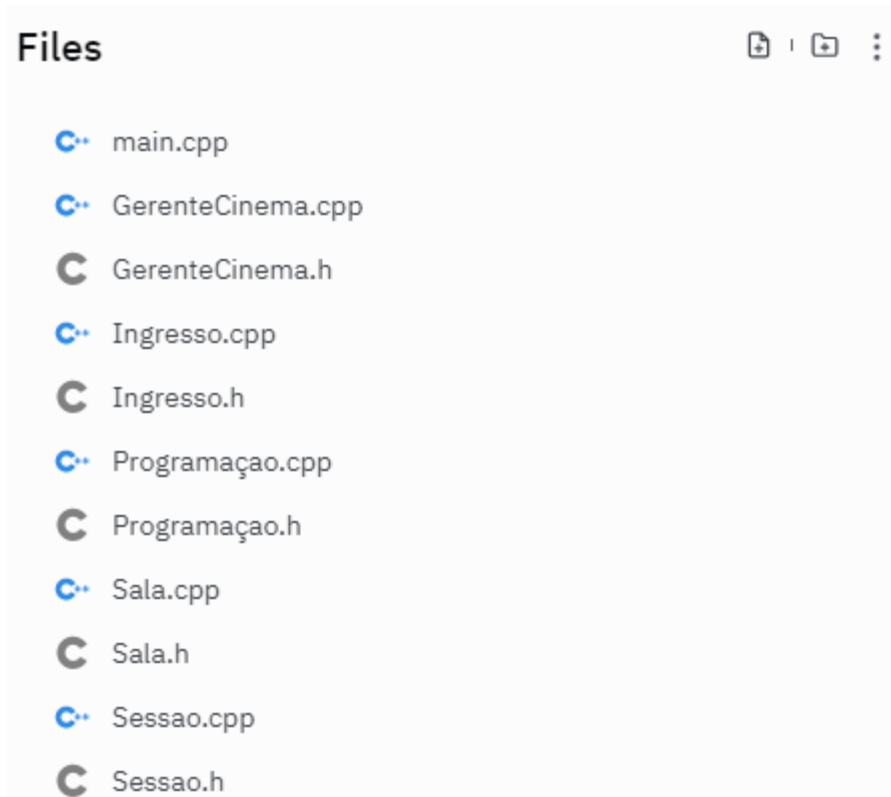 Files
main.cpp
GerenteCinema.cpp
GerenteCinema.h
Ingresso.cpp
Ingresso.h
Programaçao.cpp
Programaçao.h
Sala.cpp
Sala.h
Sessao.cpp
Sessao.h